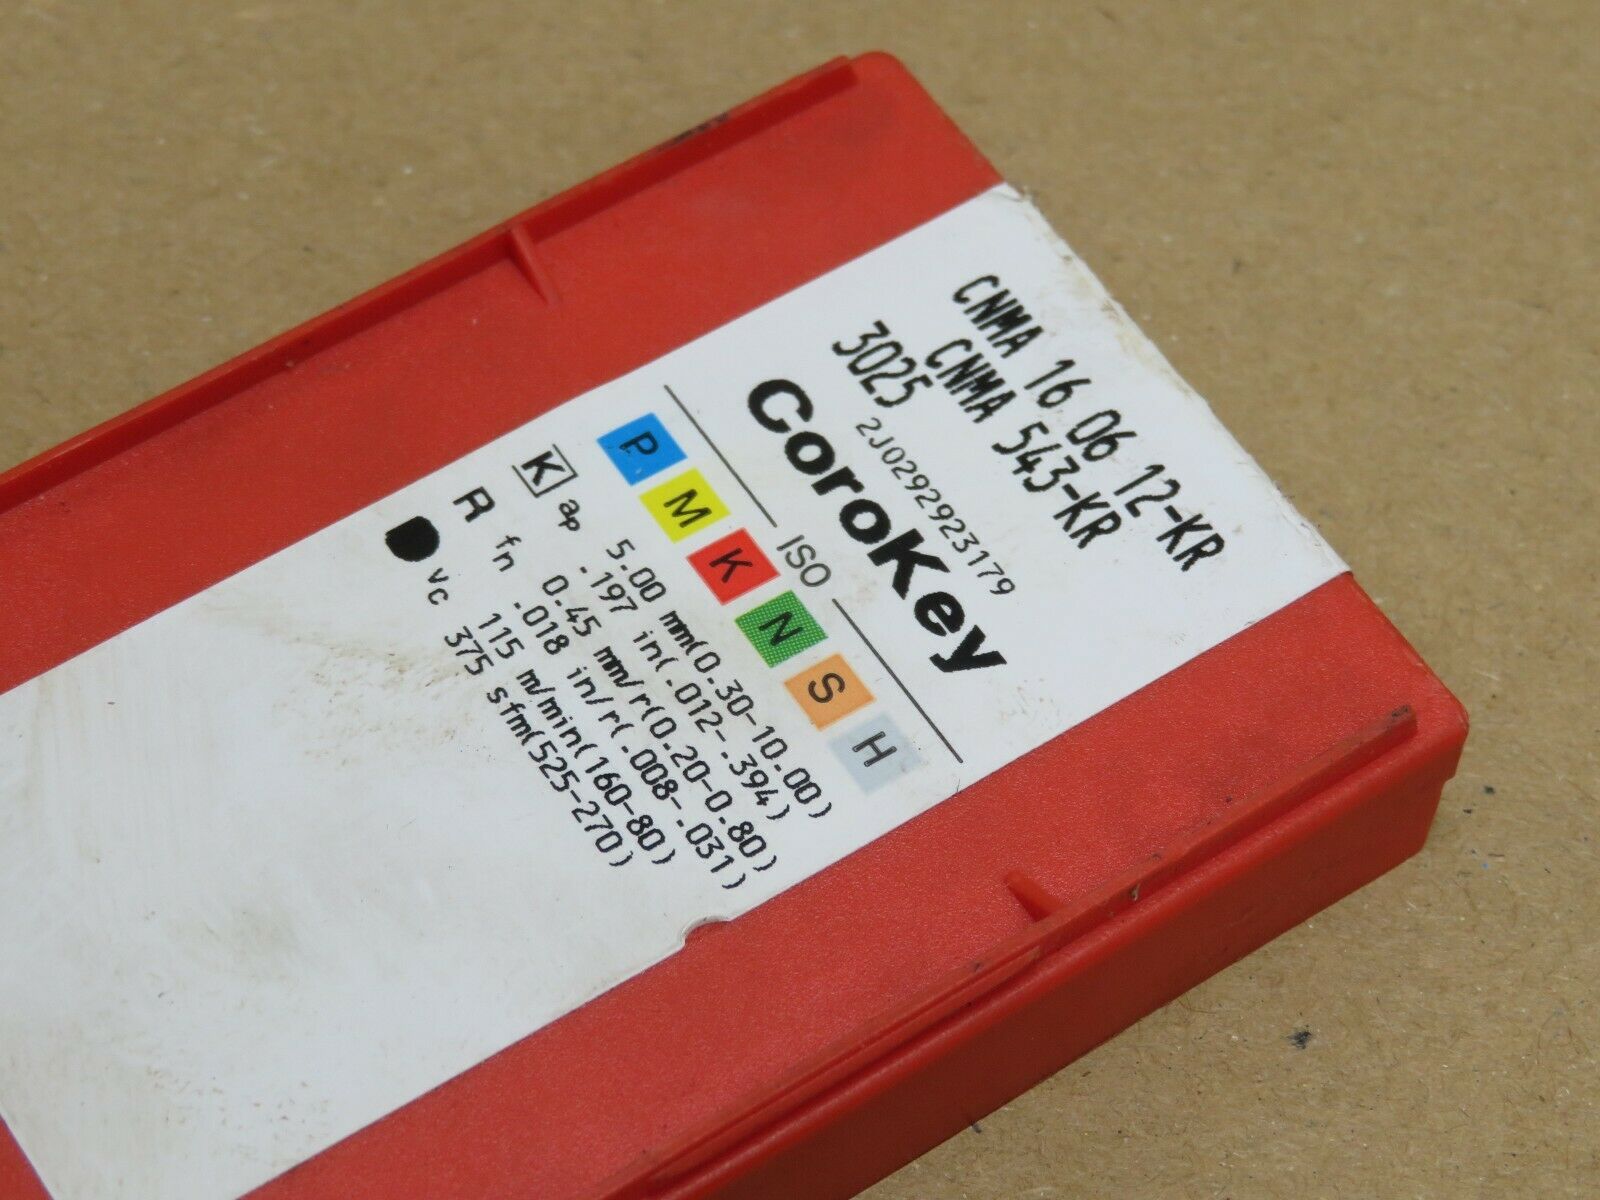 CNMA 16 06 12-KR
CNMA 543-KR
3025
2J0292923179
CoroKey
ISO
P M K N S H
K ap 5.00 mm(0.30-10.00)
.197 in(.012-.394)
R fn 0.45 mm/r(0.20-0.80)
.018 in/r(.008-.031)
vc 115 m/min(160-80)
375 sfm(525-270)